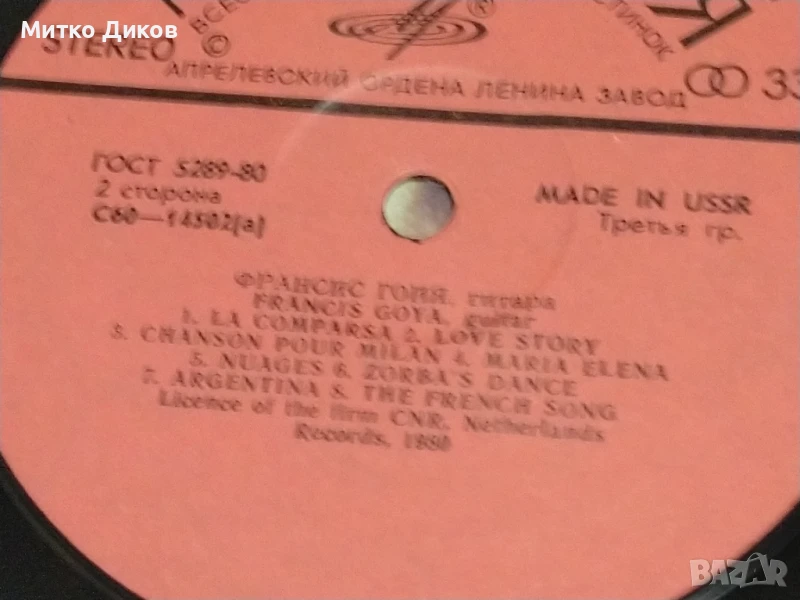 Митко Диков
STEREO
АПРЕЛЕВСКИЙ ОРДЕНА ЛЕНИНА ЗАВОД
33
ГОСТ 5289-80
2 сторона
С60—14502(а)
MADE IN USSR
Третья гр.
ФРАНСИС ГОЙЯ, гитара
FRANCIS GOYA, guitar
1. LA COMPARSA 2. LOVE STORY
3. CHANSON POUR MILAN 4. MARIA ELENA
5. NUAGES 6. ZORBA'S DANCE
7. ARGENTINA 8. THE FRENCH SONG
Licence of the firm CNR, Netherlands
Records, 1980
BAZAR